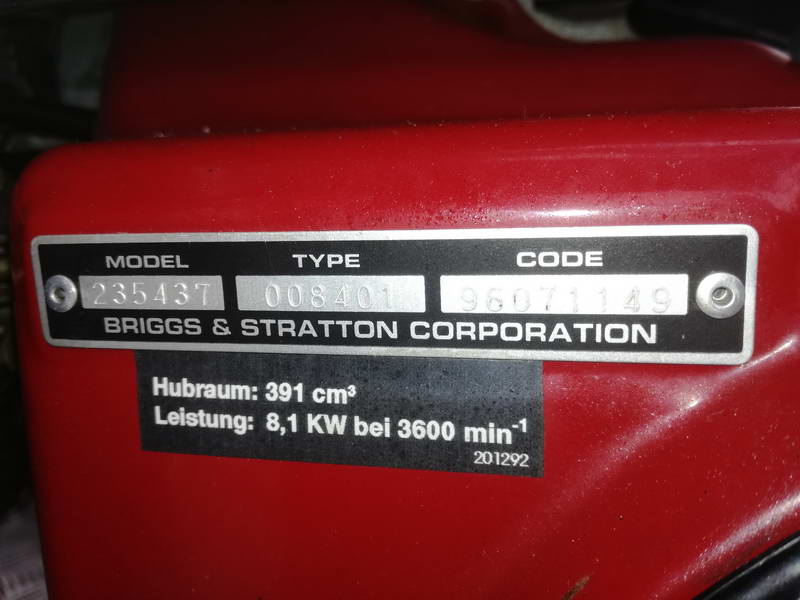 MODEL TYPE CODE
235437 008401 96071149
BRIGGS & STRATTON CORPORATION
Hubraum: 391 cm³
Leistung: 8,1 KW bei 3600 min⁻¹
201292